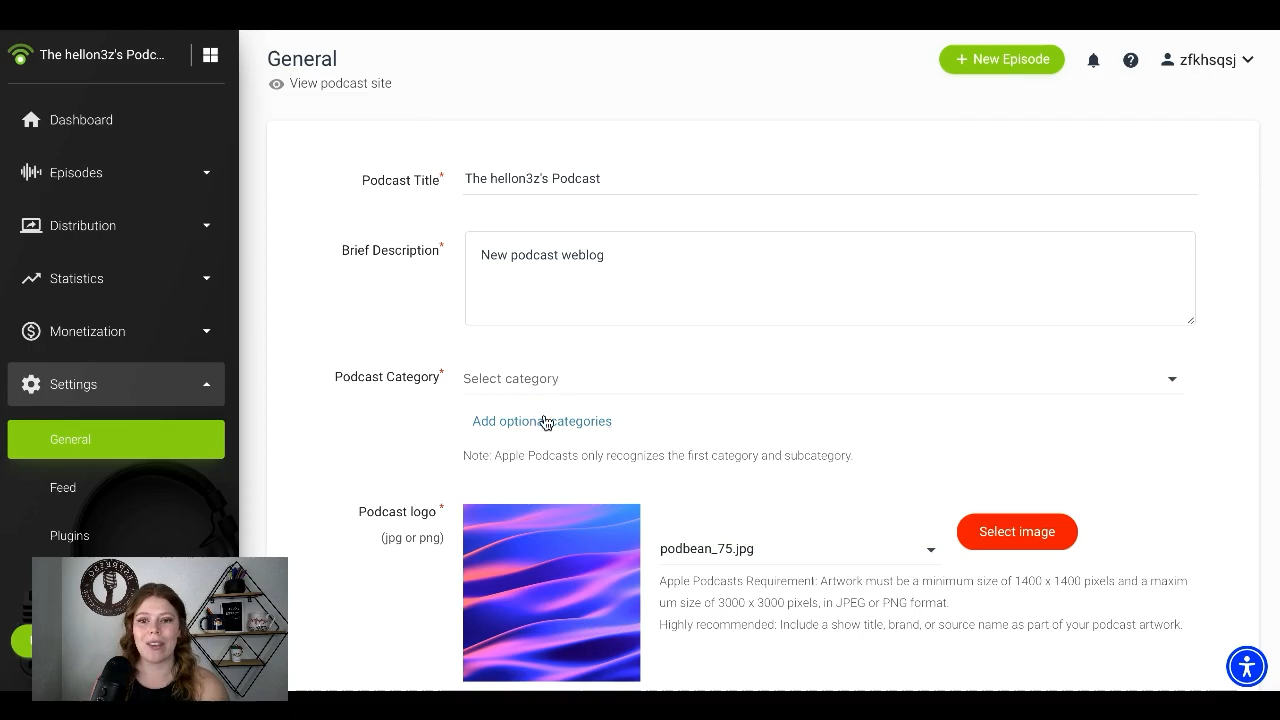 The hellon3z's Podc...
General
View podcast site
+ New Episode
zfkhsqsj
Dashboard
Episodes
Distribution
Statistics
Monetization
Settings
General
Feed
Plugins
Podcast Title*
The hellon3z's Podcast
Brief Description*
New podcast weblog
Podcast Category*
Select category
Add optional categories
Note: Apple Podcasts only recognizes the first category and subcategory.
Podcast logo *
(jpg or png)
podbean_75.jpg
Select image
Apple Podcasts Requirement: Artwork must be a minimum size of 1400 x 1400 pixels and a maxim
um size of 3000 x 3000 pixels, in JPEG or PNG format.
Highly recommended: Include a show title, brand, or source name as part of your podcast artwork.